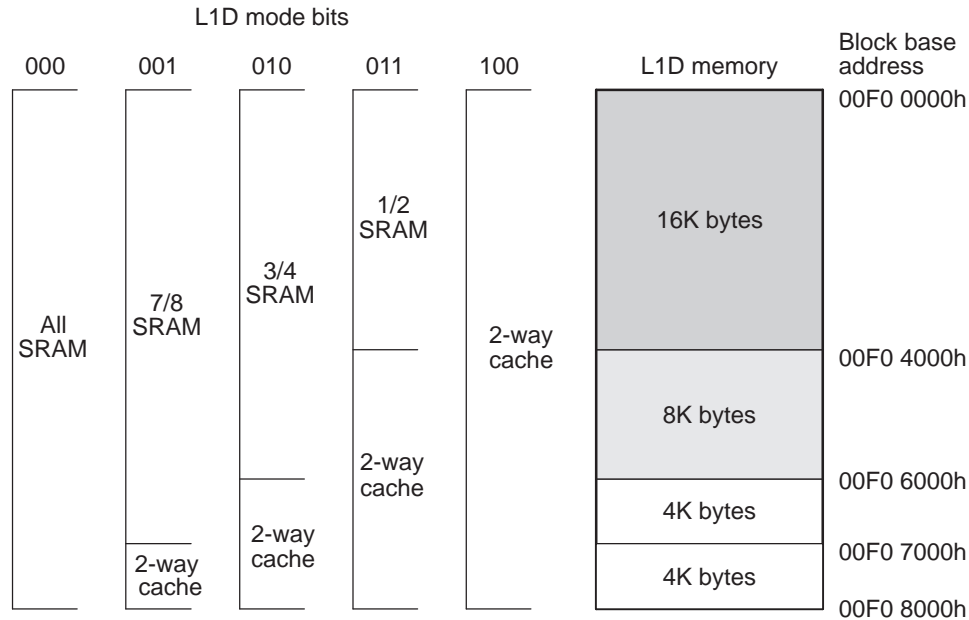 L1D mode bits
000 001 010 011 100 L1D memory Block base address
00F0 0000h
1/2
SRAM
16K bytes
3/4
SRAM
7/8
SRAM
All
SRAM
2-way
cache
00F0 4000h
8K bytes
2-way
cache
00F0 6000h
4K bytes
2-way
cache
00F0 7000h
2-way
cache
4K bytes
00F0 8000h